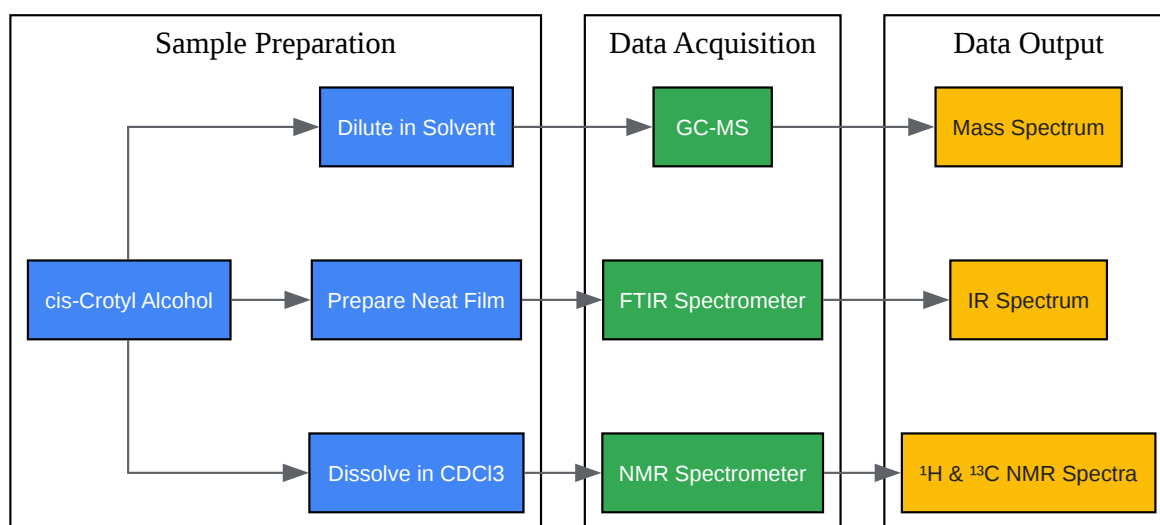 Sample Preparation
Data Acquisition
Data Output
Dilute in Solvent
GC-MS
Mass Spectrum
cis-Crotyl Alcohol
Prepare Neat Film
FTIR Spectrometer
IR Spectrum
Dissolve in CDCl3
NMR Spectrometer
¹H & ¹³C NMR Spectra